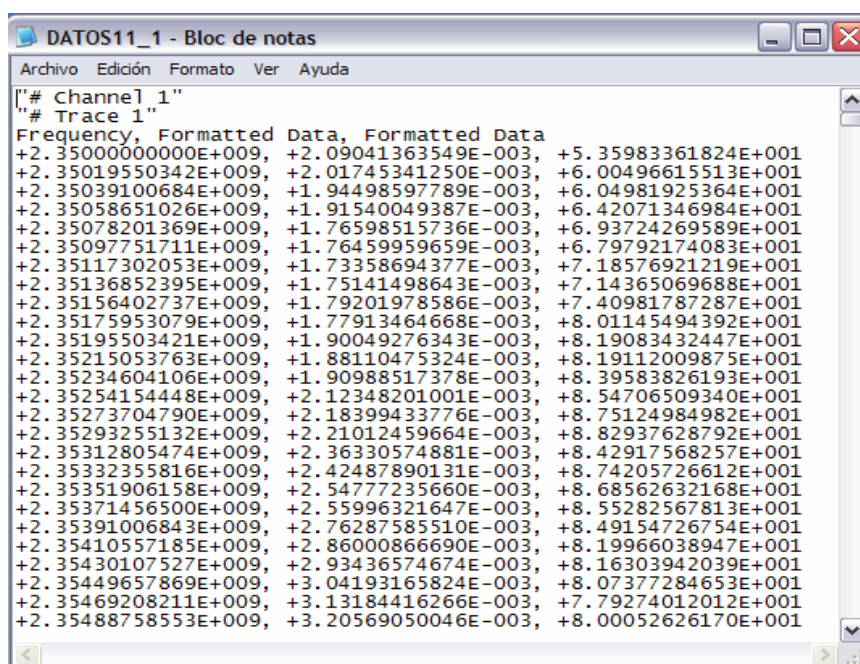 DATOS11_1 - Bloc de notas
Archivo Edición Formato Ver Ayuda
"# Channel 1"
"# Trace 1"
Frequency, Formatted Data, Formatted Data
+2.35000000000E+009, +2.09041363549E-003, +5.35983361824E+001
+2.35019550342E+009, +2.01745341250E-003, +6.00496615513E+001
+2.35039100684E+009, +1.94498597789E-003, +6.04981925364E+001
+2.35058651026E+009, +1.91540049387E-003, +6.42071346984E+001
+2.35078201369E+009, +1.76598515736E-003, +6.93724269589E+001
+2.35097751711E+009, +1.76459959659E-003, +6.79792174083E+001
+2.35117302053E+009, +1.73358694377E-003, +7.18576921219E+001
+2.35136852395E+009, +1.75141498643E-003, +7.14365069688E+001
+2.35156402737E+009, +1.79201978586E-003, +7.40981787287E+001
+2.35175953079E+009, +1.77913464668E-003, +8.01145494392E+001
+2.35195503421E+009, +1.90049276343E-003, +8.19083432447E+001
+2.35215053763E+009, +1.88110475324E-003, +8.19112009875E+001
+2.35234604106E+009, +1.90988517378E-003, +8.39583826193E+001
+2.35254154448E+009, +2.12348201001E-003, +8.54706509340E+001
+2.35273704790E+009, +2.18399433776E-003, +8.75124984982E+001
+2.35293255132E+009, +2.21012459664E-003, +8.82937628792E+001
+2.35312805474E+009, +2.36330574881E-003, +8.42917568257E+001
+2.35332355816E+009, +2.42487890131E-003, +8.74205726612E+001
+2.35351906158E+009, +2.54777235660E-003, +8.68562632168E+001
+2.35371456500E+009, +2.55996321647E-003, +8.55282567813E+001
+2.35391006843E+009, +2.76287585510E-003, +8.49154726754E+001
+2.35410557185E+009, +2.86000866690E-003, +8.19966038947E+001
+2.35430107527E+009, +2.93436574674E-003, +8.16303942039E+001
+2.35449657869E+009, +3.04193165824E-003, +8.07377284653E+001
+2.35469208211E+009, +3.13184416266E-003, +7.79274012012E+001
+2.35488758553E+009, +3.20569050046E-003, +8.00052626170E+001